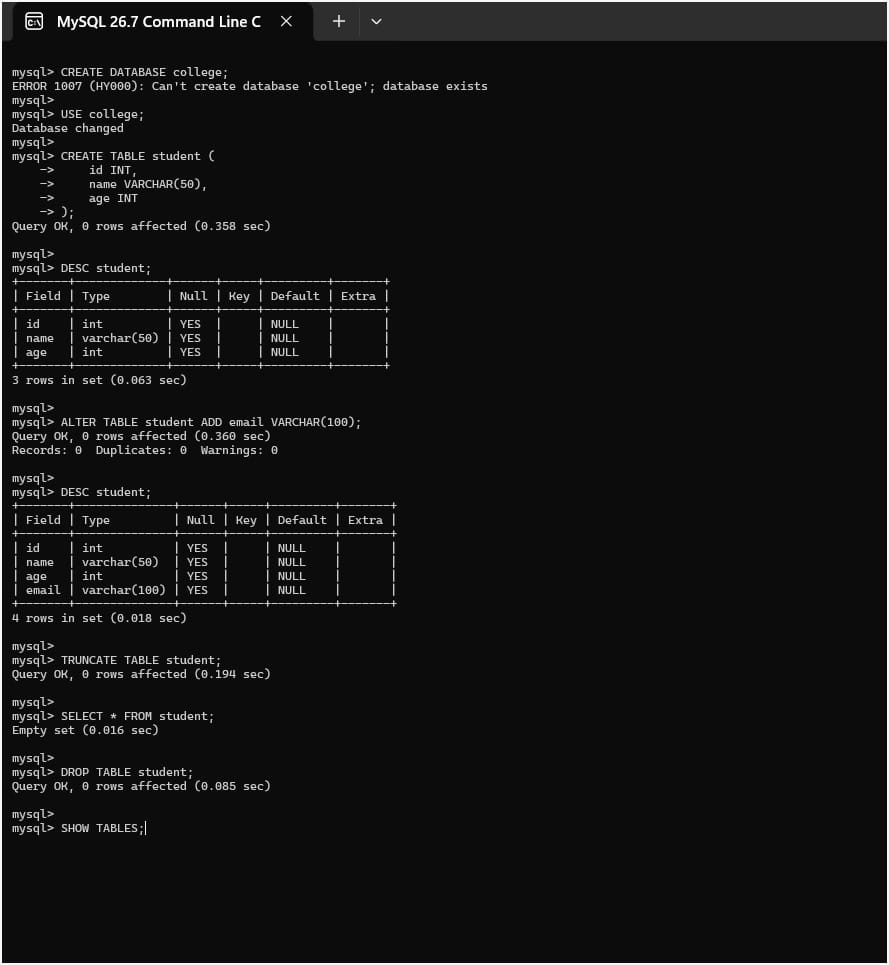 MySQL 26.7 Command Line C
mysql> CREATE DATABASE college;
ERROR 1007 (HY000): Can't create database 'college'; database exists
mysql>
mysql> USE college;
Database changed
mysql>
mysql> CREATE TABLE student (
    ->     id INT,
    ->     name VARCHAR(50),
    ->     age INT
    -> );
Query OK, 0 rows affected (0.358 sec)
mysql>
mysql> DESC student;
+-------+-------------+------+-----+---------+-------+
| Field | Type        | Null | Key | Default | Extra |
+-------+-------------+------+-----+---------+-------+
| id    | int         | YES  |     | NULL    |       |
| name  | varchar(50) | YES  |     | NULL    |       |
| age   | int         | YES  |     | NULL    |       |
+-------+-------------+------+-----+---------+-------+
3 rows in set (0.063 sec)
mysql>
mysql> ALTER TABLE student ADD email VARCHAR(100);
Query OK, 0 rows affected (0.360 sec)
Records: 0  Duplicates: 0  Warnings: 0
mysql>
mysql> DESC student;
+-------+--------------+------+-----+---------+-------+
| Field | Type         | Null | Key | Default | Extra |
+-------+--------------+------+-----+---------+-------+
| id    | int          | YES  |     | NULL    |       |
| name  | varchar(50)  | YES  |     | NULL    |       |
| age   | int          | YES  |     | NULL    |       |
| email | varchar(100) | YES  |     | NULL    |       |
+-------+--------------+------+-----+---------+-------+
4 rows in set (0.018 sec)
mysql>
mysql> TRUNCATE TABLE student;
Query OK, 0 rows affected (0.194 sec)
mysql>
mysql> SELECT * FROM student;
Empty set (0.016 sec)
mysql>
mysql> DROP TABLE student;
Query OK, 0 rows affected (0.085 sec)
mysql>
mysql> SHOW TABLES;